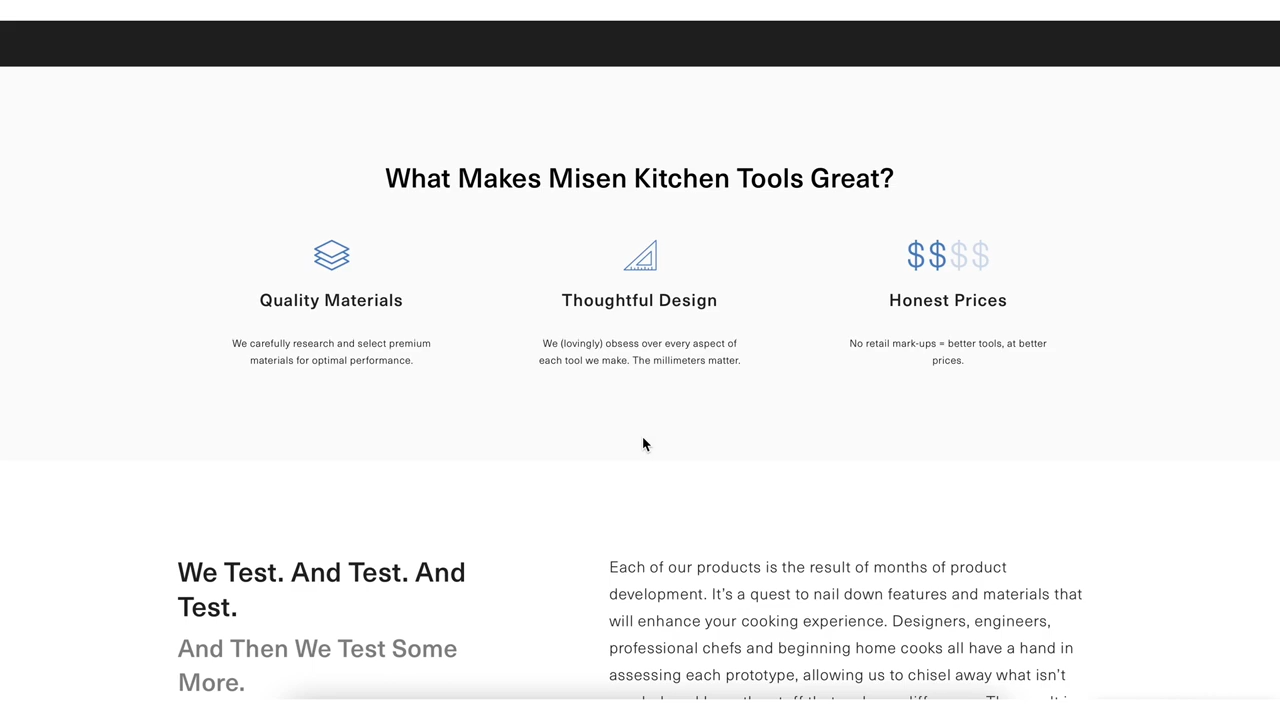 What Makes Misen Kitchen Tools Great?
$$$$
Quality Materials
We carefully research and select premium
materials for optimal performance.
Thoughtful Design
We (lovingly) obsess over every aspect of
each tool we make. The millimeters matter.
Honest Prices
No retail mark-ups = better tools, at better
prices.
We Test. And Test. And
Test.
And Then We Test Some
More.
Each of our products is the result of months of product
development. It’s a quest to nail down features and materials that
will enhance your cooking experience. Designers, engineers,
professional chefs and beginning home cooks all have a hand in
assessing each prototype, allowing us to chisel away what isn’t